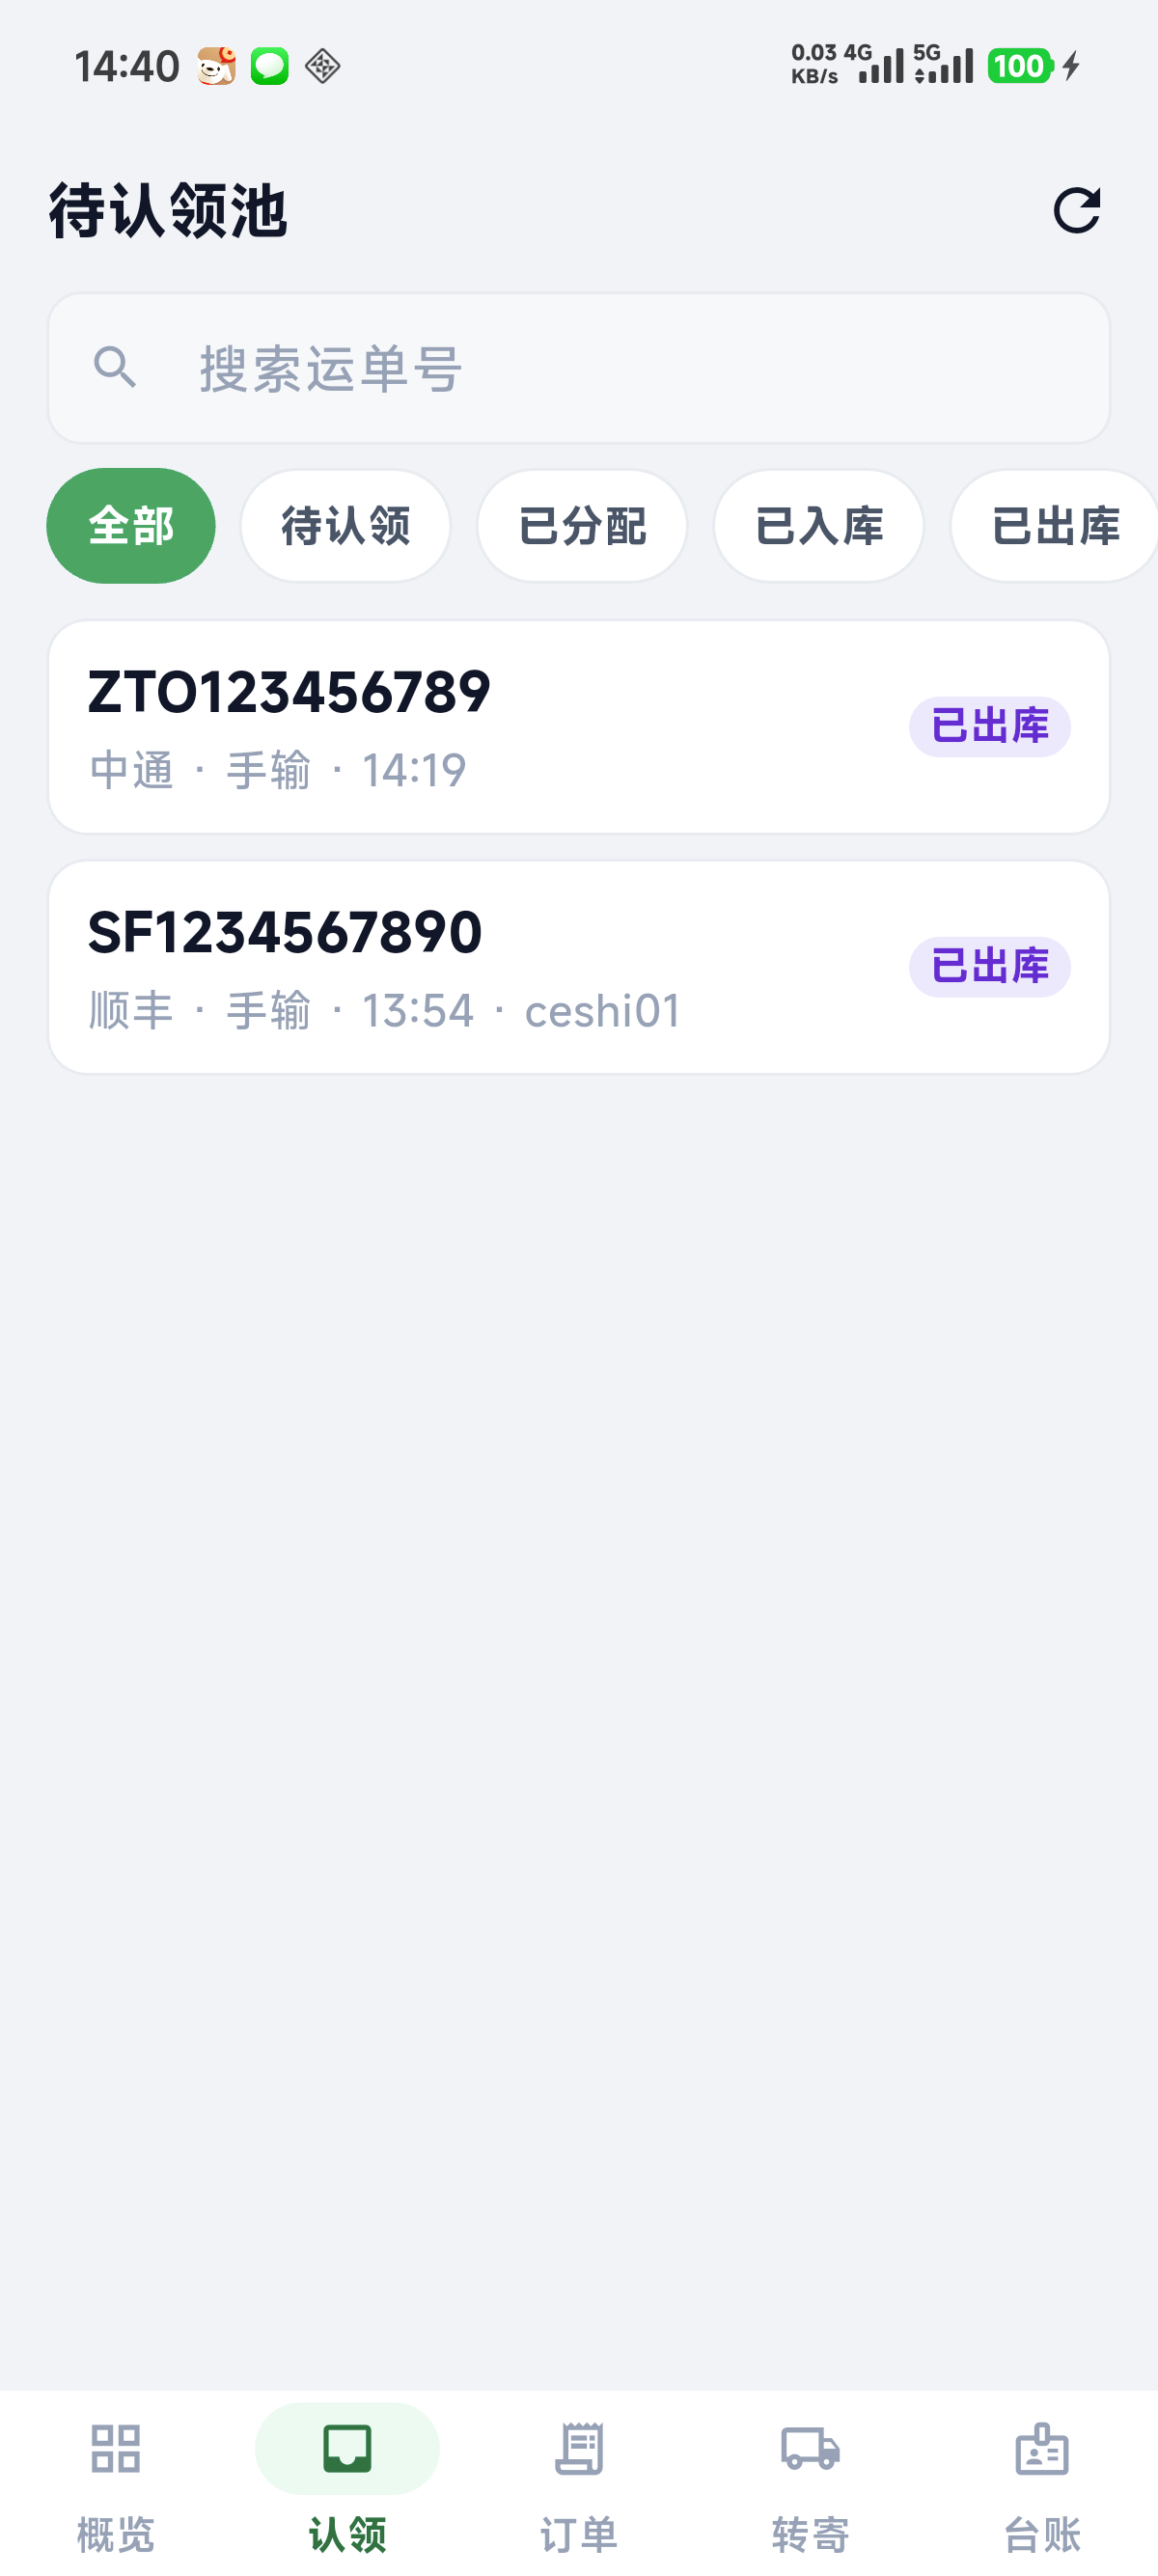 14:40
0.03 KB/s 4G 5G 100
待认领池
搜索运单号
全部 待认领 已分配 已入库 已出库
ZTO123456789
已出库
中通 · 手输 · 14:19
SF1234567890
已出库
顺丰 · 手输 · 13:54 · ceshi01
概览 认领 订单 转寄 台账